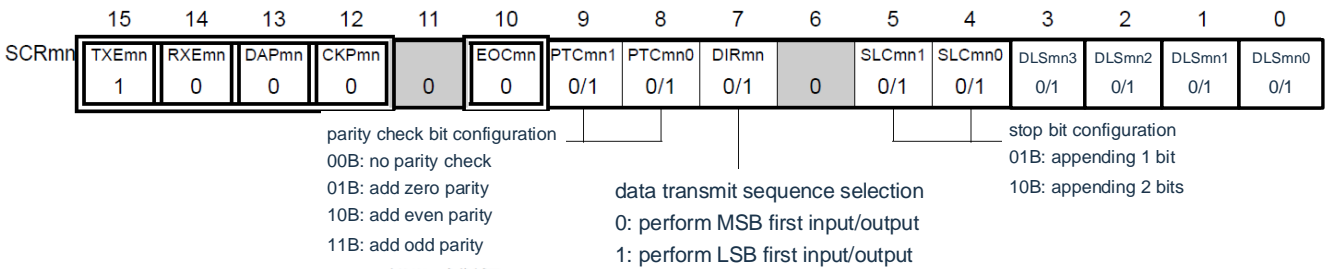 15 14 13 12 11 10 9 8 7 6 5 4 3 2 1 0
SCRmn TXEmn RXEmn DAPmn CKPmn EOCmn PTCmn1 PTCmn0 DIRmn SLCmn1 SLCmn0 DLSmn3 DLSmn2 DLSmn1 DLSmn0
1 0 0 0 0 0 0/1 0/1 0/1 0 0/1 0/1 0/1 0/1 0/1 0/1
parity check bit configuration
00B: no parity check
01B: add zero parity
10B: add even parity
11B: add odd parity
data transmit sequence selection
0: perform MSB first input/output
1: perform LSB first input/output
stop bit configuration
01B: appending 1 bit
10B: appending 2 bits